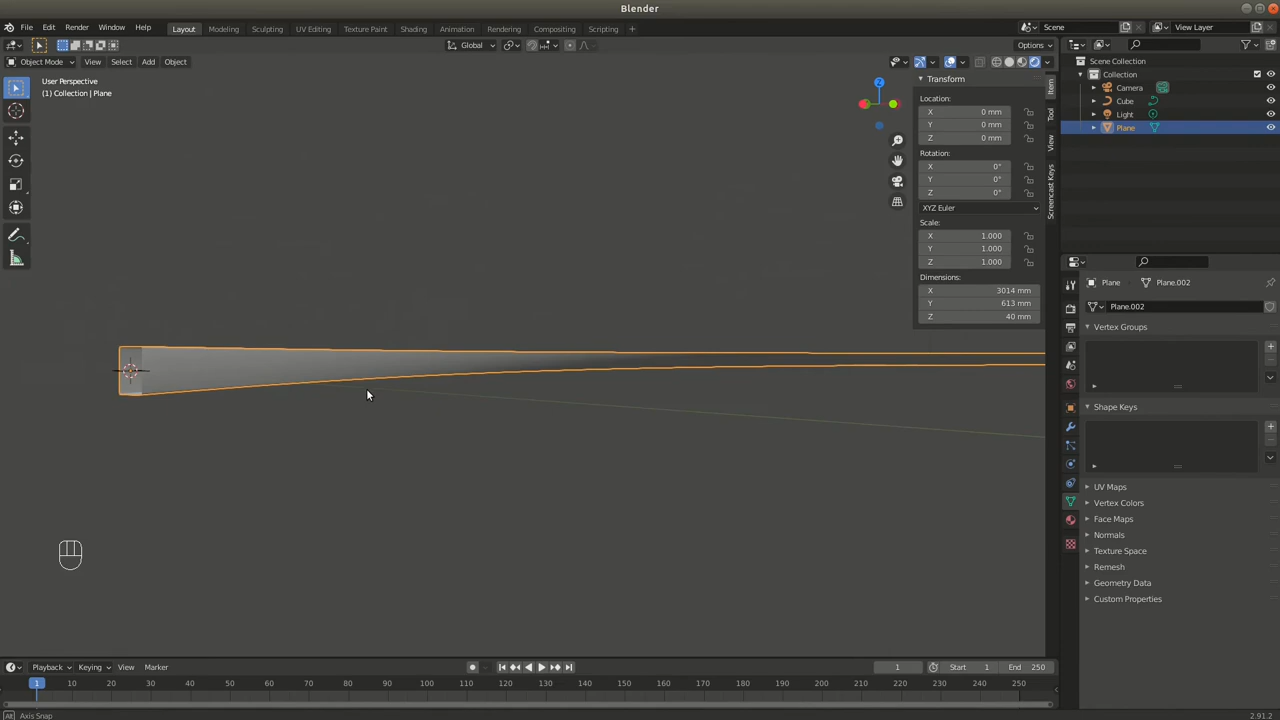 Blender
File Edit Render Window Help
Layout Modeling Sculpting UV Editing Texture Paint Shading Animation Rendering Compositing Scripting +
Scene
View Layer
Global
Options
Object Mode View Select Add Object
User Perspective
(1) Collection | Plane
Z
Transform
Location:
X 0 mm
Y 0 mm
Z 0 mm
Rotation:
X 0°
Y 0°
Z 0°
XYZ Euler
Scale:
X 1.000
Y 1.000
Z 1.000
Dimensions:
X 3014 mm
Y 613 mm
Z 40 mm
Item
Tool
View
Screencast Keys
Scene Collection
Collection
Camera
Cube
Light
Plane
Plane Plane.002
Plane.002
Vertex Groups
Shape Keys
UV Maps
Vertex Colors
Face Maps
Normals
Texture Space
Remesh
Geometry Data
Custom Properties
Playback Keying View Marker
1 Start 1 End 250
1 10 20 30 40 50 60 70 80 90 100 110 120 130 140 150 160 170 180 190 200 210 220 230 240 250
Alt Axis Snap
2.91.2